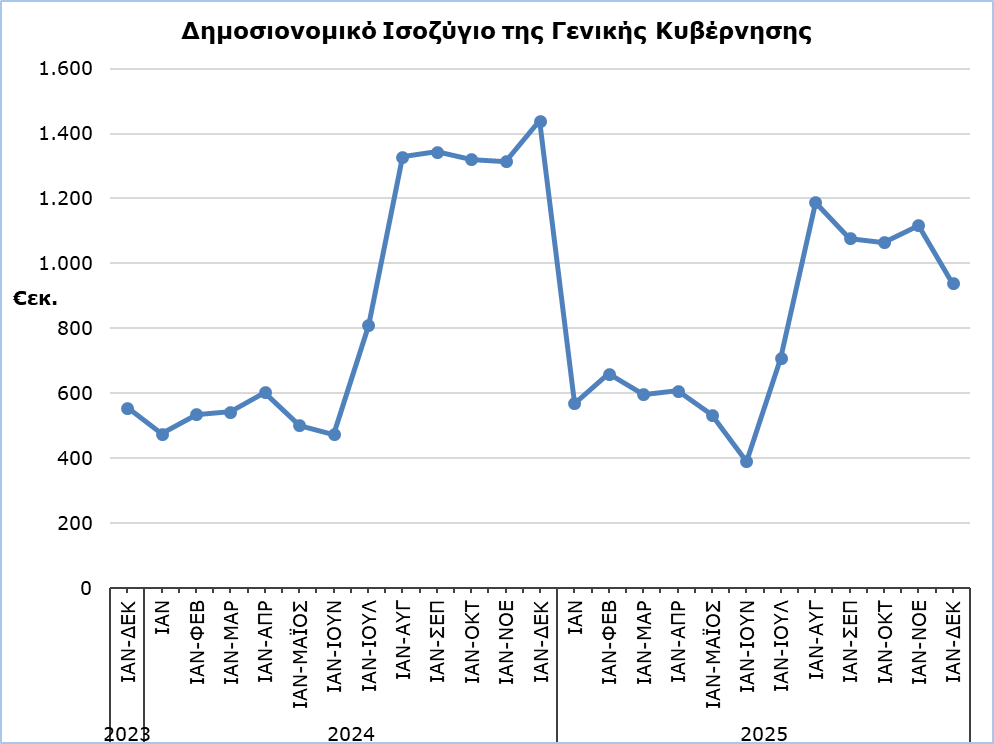 Δημοσιονομικό Ισοζύγιο της Γενικής Κυβέρνησης
€εκ.
1.600
1.400
1.200
1.000
800
600
400
200
0
ΙΑΝ-ΔΕΚ
ΙΑΝ
ΙΑΝ-ΦΕΒ
ΙΑΝ-ΜΑΡ
ΙΑΝ-ΑΠΡ
ΙΑΝ-ΜΑΪΟΣ
ΙΑΝ-ΙΟΥΝ
ΙΑΝ-ΙΟΥΛ
ΙΑΝ-ΑΥΓ
ΙΑΝ-ΣΕΠ
ΙΑΝ-ΟΚΤ
ΙΑΝ-ΝΟΕ
ΙΑΝ-ΔΕΚ
ΙΑΝ
ΙΑΝ-ΦΕΒ
ΙΑΝ-ΜΑΡ
ΙΑΝ-ΑΠΡ
ΙΑΝ-ΜΑΪΟΣ
ΙΑΝ-ΙΟΥΝ
ΙΑΝ-ΙΟΥΛ
ΙΑΝ-ΑΥΓ
ΙΑΝ-ΣΕΠ
ΙΑΝ-ΟΚΤ
ΙΑΝ-ΝΟΕ
ΙΑΝ-ΔΕΚ
2023
2024
2025